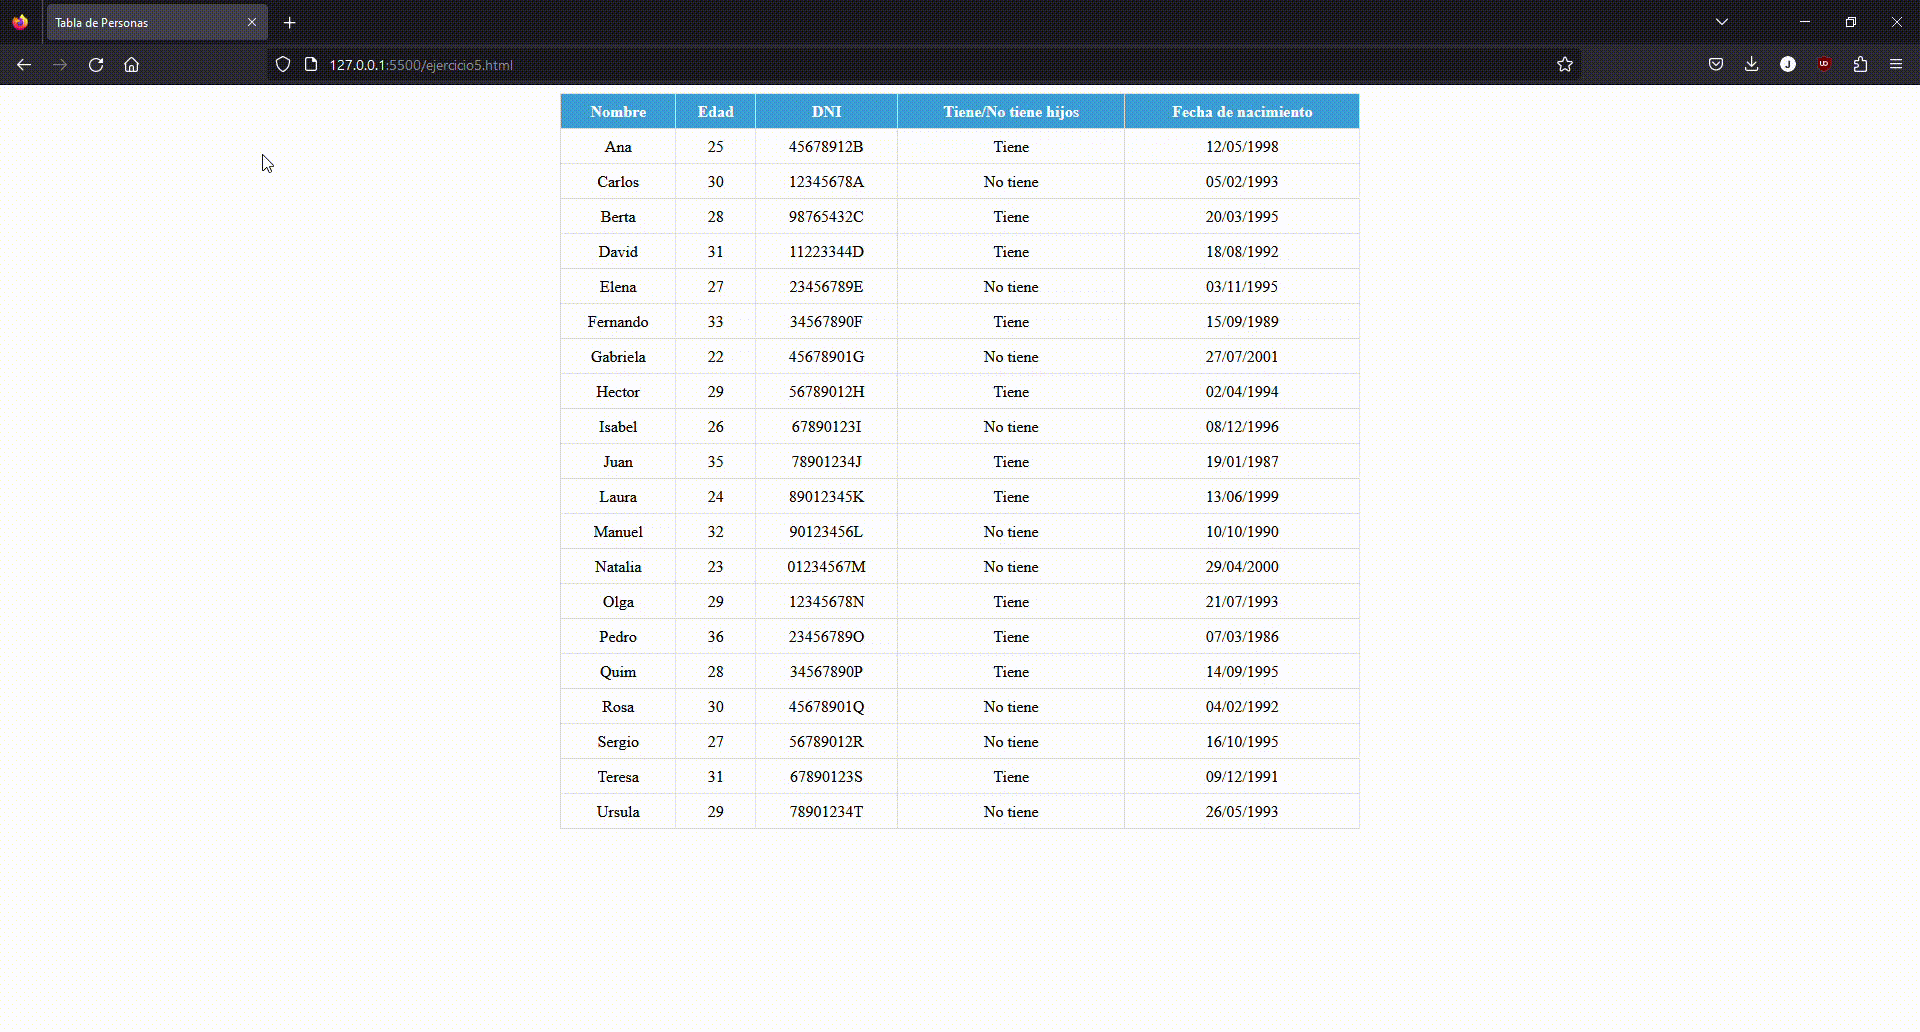 Tabla de Personas
127.0.0.1:5500/ejercicio5.html
J
UD
Nombre Edad DNI Tiene/No tiene hijos Fecha de nacimiento
Ana 25 45678912B Tiene 12/05/1998
Carlos 30 12345678A No tiene 05/02/1993
Berta 28 98765432C Tiene 20/03/1995
David 31 11223344D Tiene 18/08/1992
Elena 27 23456789E No tiene 03/11/1995
Fernando 33 34567890F Tiene 15/09/1989
Gabriela 22 45678901G No tiene 27/07/2001
Hector 29 56789012H Tiene 02/04/1994
Isabel 26 67890123I No tiene 08/12/1996
Juan 35 78901234J Tiene 19/01/1987
Laura 24 89012345K Tiene 13/06/1999
Manuel 32 90123456L No tiene 10/10/1990
Natalia 23 01234567M No tiene 29/04/2000
Olga 29 12345678N Tiene 21/07/1993
Pedro 36 23456789O Tiene 07/03/1986
Quim 28 34567890P Tiene 14/09/1995
Rosa 30 45678901Q No tiene 04/02/1992
Sergio 27 56789012R No tiene 16/10/1995
Teresa 31 67890123S Tiene 09/12/1991
Ursula 29 78901234T No tiene 26/05/1993